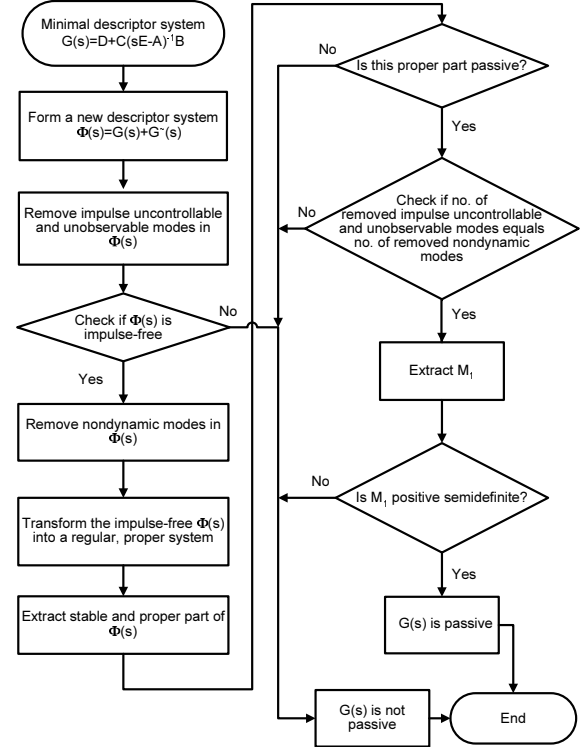 Minimal descriptor system
G(s)=D+C(sE-A)⁻¹B
Form a new descriptor system
Φ(s)=G(s)+G~(s)
Remove impulse uncontrollable
and unobservable modes in
Φ(s)
Check if Φ(s) is
impulse-free
No
Yes
Remove nondynamic modes in
Φ(s)
Transform the impulse-free Φ(s)
into a regular, proper system
Extract stable and proper part of
Φ(s)
Is this proper part passive?
No
Yes
Check if no. of
removed impulse uncontrollable
and unobservable modes equals
no. of removed nondynamic
modes
No
Yes
Extract M₁
Is M₁ positive semidefinite?
No
Yes
G(s) is passive
G(s) is not
passive
End